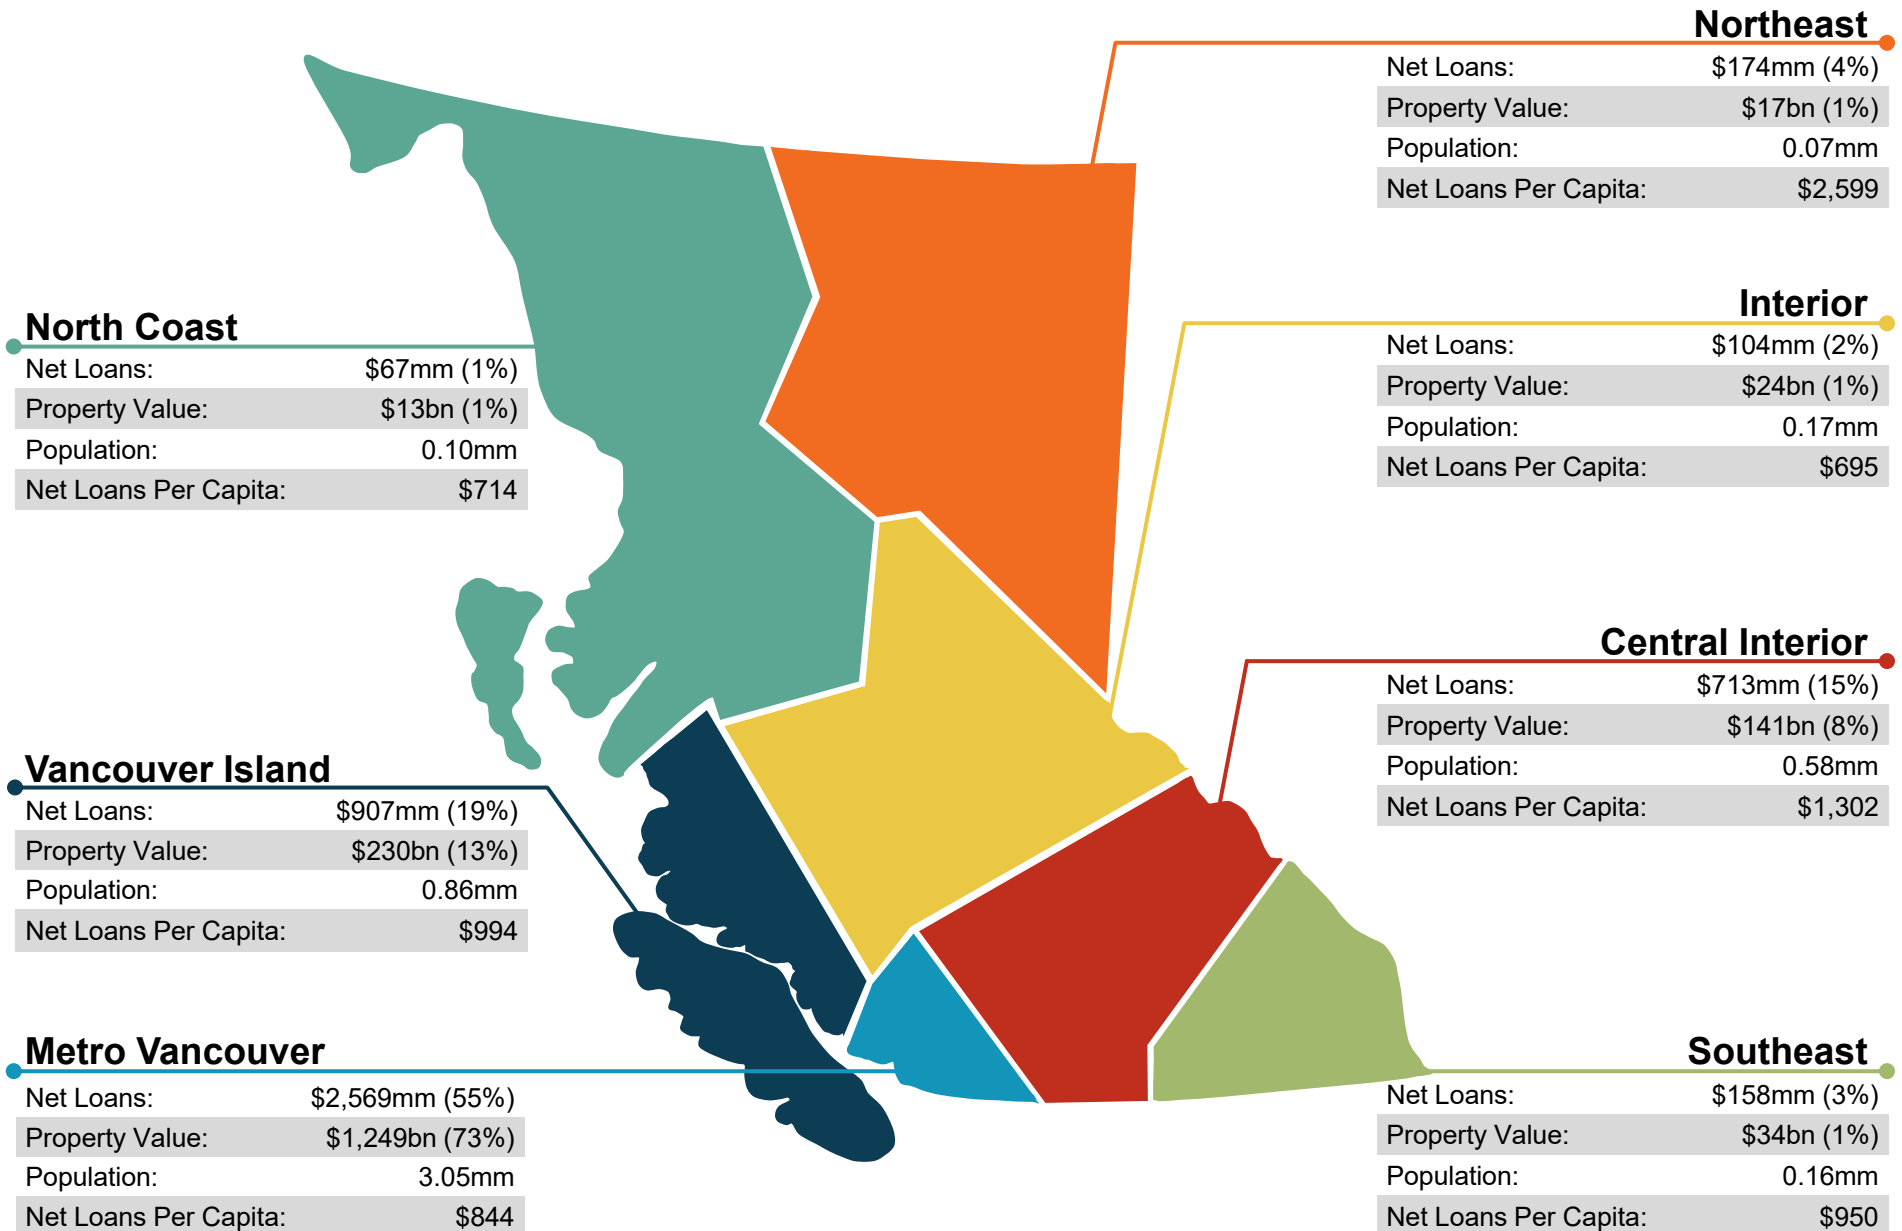 Northeast
Net Loans: $174mm (4%)
Property Value: $17bn (1%)
Population: 0.07mm
Net Loans Per Capita: $2,599
Interior
Net Loans: $104mm (2%)
Property Value: $24bn (1%)
Population: 0.17mm
Net Loans Per Capita: $695
North Coast
Net Loans: $67mm (1%)
Property Value: $13bn (1%)
Population: 0.10mm
Net Loans Per Capita: $714
Central Interior
Net Loans: $713mm (15%)
Property Value: $141bn (8%)
Population: 0.58mm
Net Loans Per Capita: $1,302
Vancouver Island
Net Loans: $907mm (19%)
Property Value: $230bn (13%)
Population: 0.86mm
Net Loans Per Capita: $994
Metro Vancouver
Net Loans: $2,569mm (55%)
Property Value: $1,249bn (73%)
Population: 3.05mm
Net Loans Per Capita: $844
Southeast
Net Loans: $158mm (3%)
Property Value: $34bn (1%)
Population: 0.16mm
Net Loans Per Capita: $950